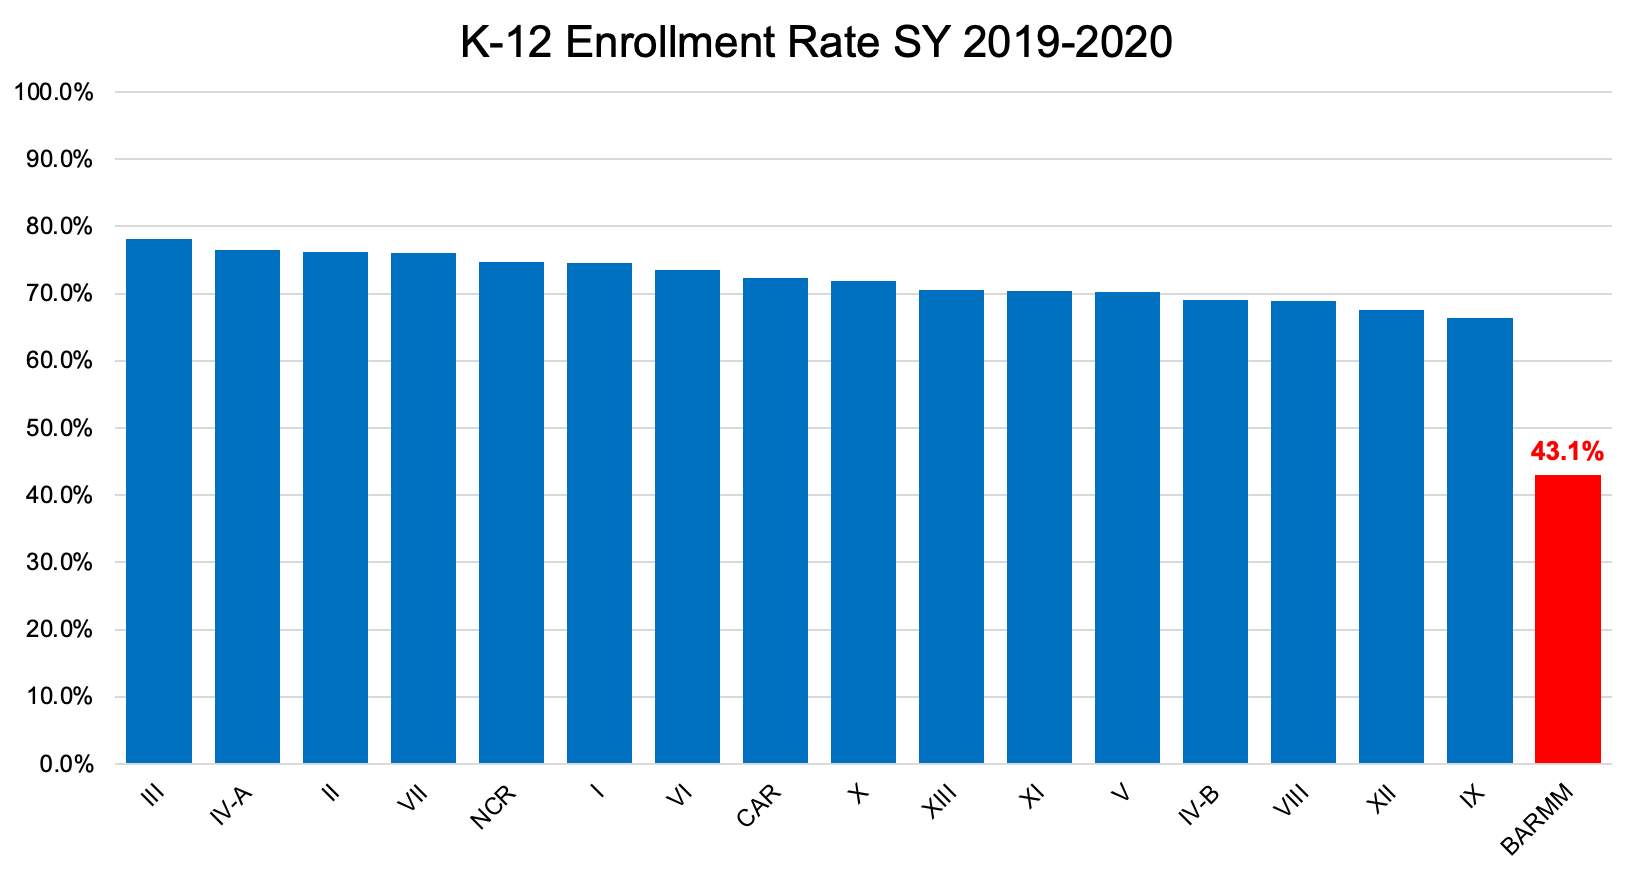 K-12 Enrollment Rate SY 2019-2020
100.0%
90.0%
80.0%
70.0%
60.0%
50.0%
40.0%
30.0%
20.0%
10.0%
0.0%
43.1%
III
IV-A
II
VII
NCR
I
VI
CAR
X
XIII
XI
V
IV-B
VIII
XII
IX
BARMM